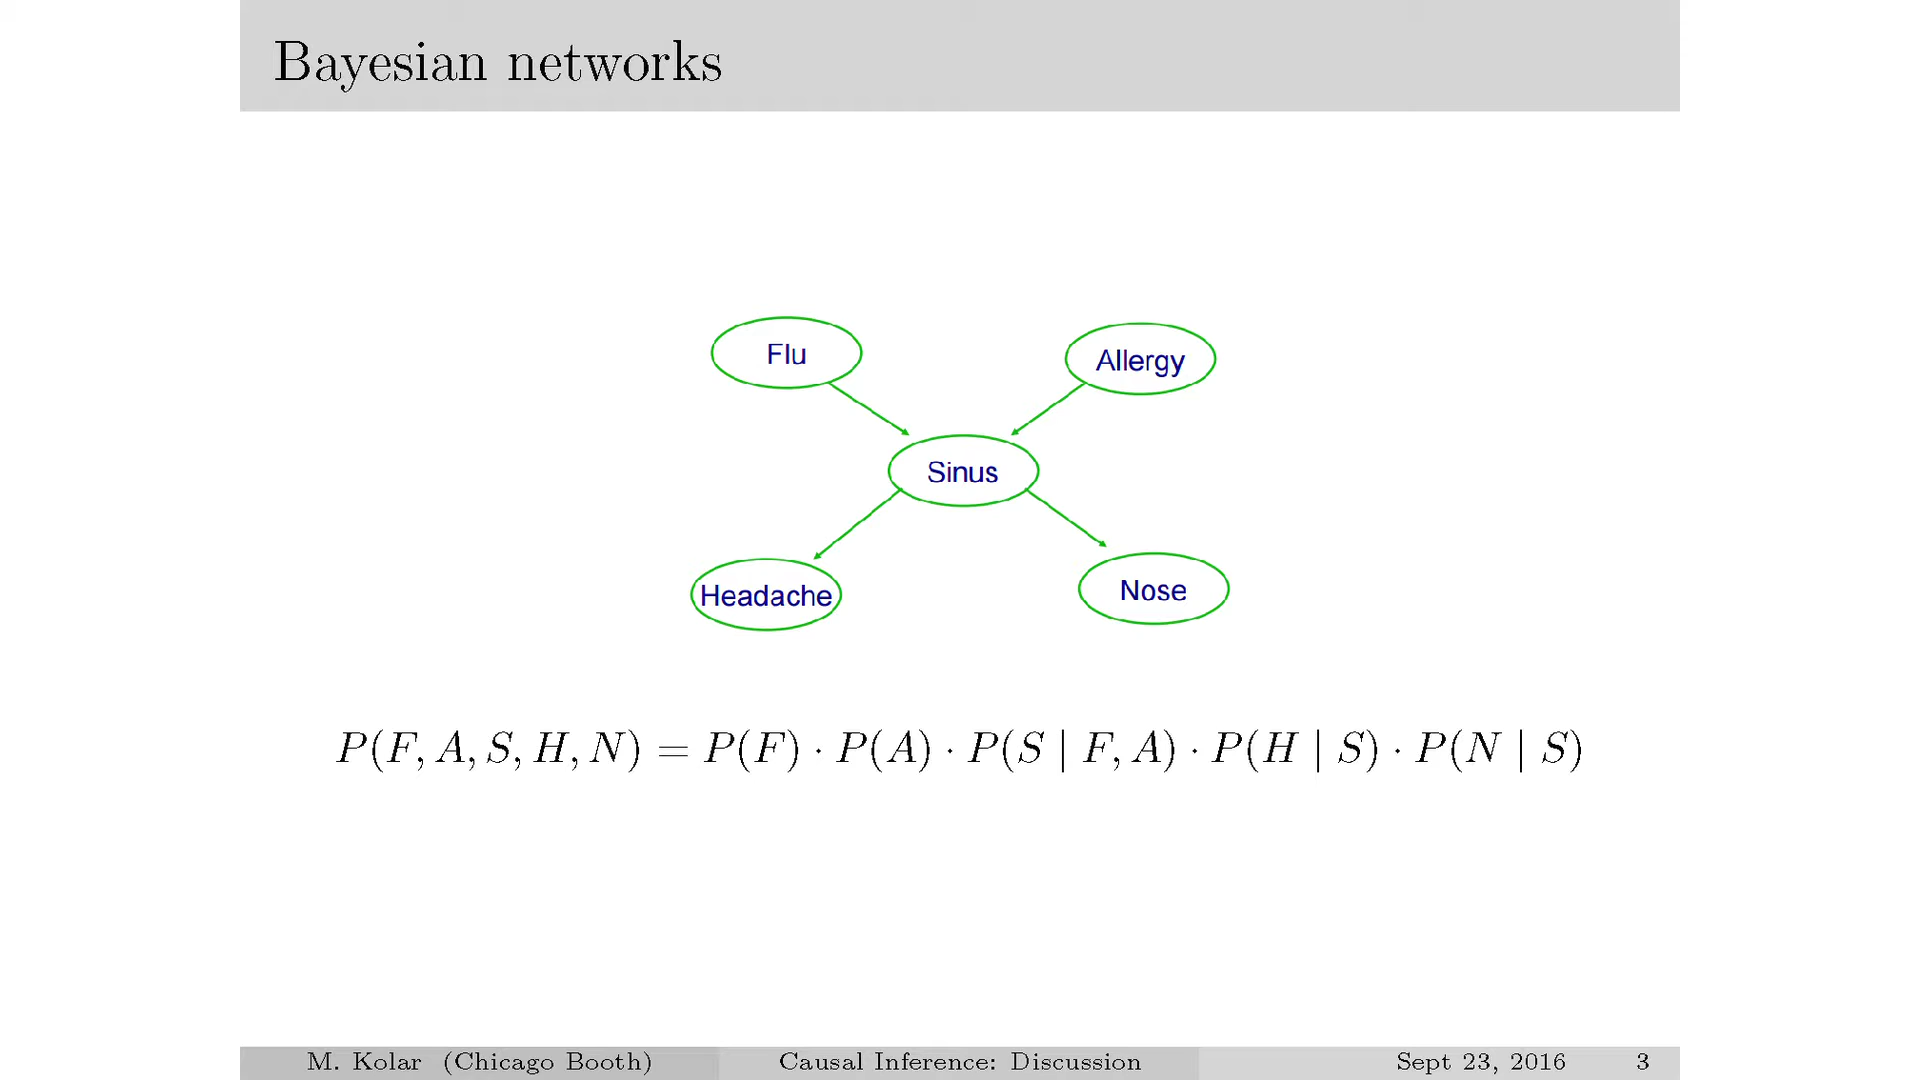 Bayesian networks
Flu
Allergy
Sinus
Headache
Nose
P(F, A, S, H, N) = P(F) · P(A) · P(S | F, A) · P(H | S) · P(N | S)
M. Kolar (Chicago Booth) Causal Inference: Discussion Sept 23, 2016 3